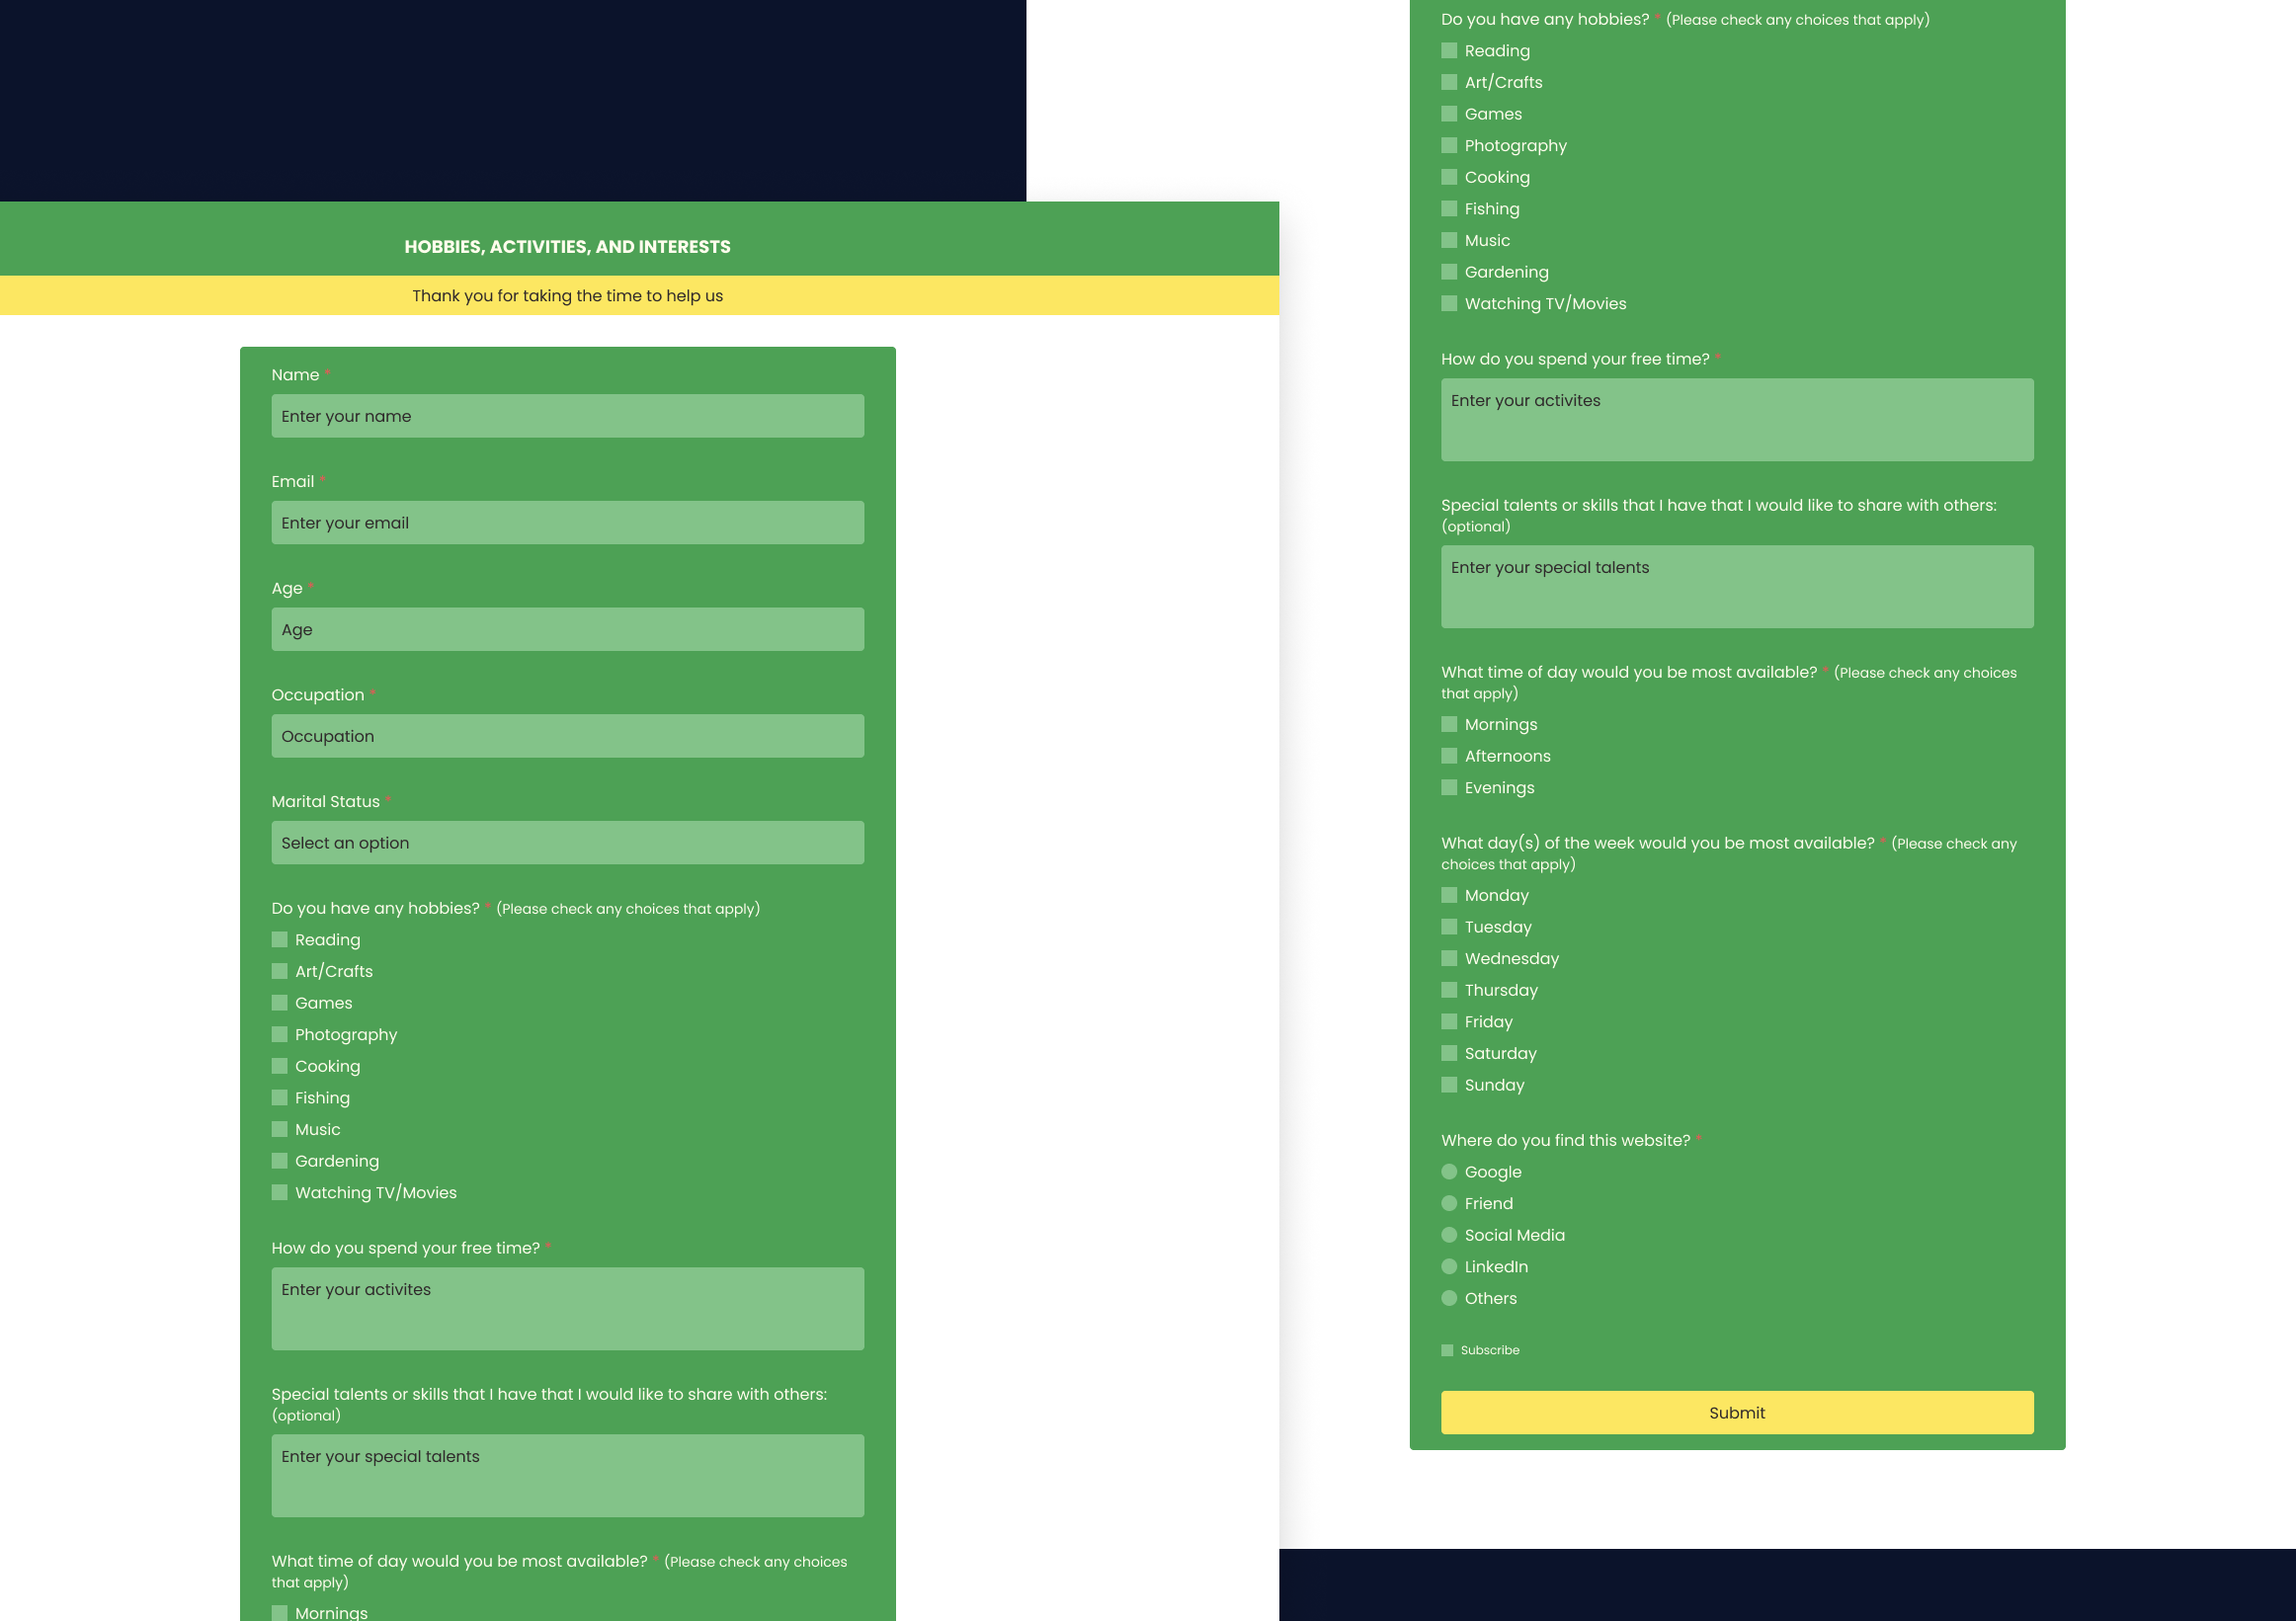 HOBBIES, ACTIVITIES, AND INTERESTS
Thank you for taking the time to help us
Name *
Enter your name
Email *
Enter your email
Age *
Age
Occupation *
Occupation
Marital Status *
Select an option
Do you have any hobbies? * (Please check any choices that apply)
Reading
Art/Crafts
Games
Photography
Cooking
Fishing
Music
Gardening
Watching TV/Movies
How do you spend your free time? *
Enter your activites
Special talents or skills that I have that I would like to share with others:
(optional)
Enter your special talents
What time of day would you be most available? * (Please check any choices
that apply)
Mornings
Do you have any hobbies? * (Please check any choices that apply)
Reading
Art/Crafts
Games
Photography
Cooking
Fishing
Music
Gardening
Watching TV/Movies
How do you spend your free time? *
Enter your activites
Special talents or skills that I have that I would like to share with others:
(optional)
Enter your special talents
What time of day would you be most available? * (Please check any choices
that apply)
Mornings
Afternoons
Evenings
What day(s) of the week would you be most available? * (Please check any
choices that apply)
Monday
Tuesday
Wednesday
Thursday
Friday
Saturday
Sunday
Where do you find this website? *
Google
Friend
Social Media
LinkedIn
Others
Subscribe
Submit